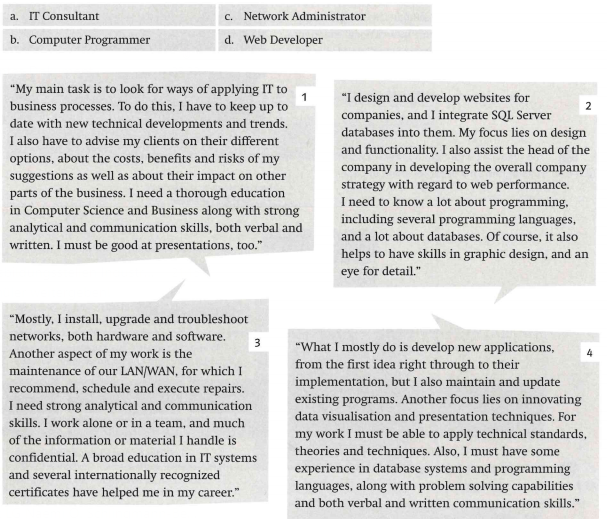 a. IT Consultant
c. Network Administrator
b. Computer Programmer
d. Web Developer
1
“My main task is to look for ways of applying IT to
business processes. To do this, I have to keep up to
date with new technical developments and trends.
I also have to advise my clients on their different
options, about the costs, benefits and risks of my
suggestions as well as about their impact on other
parts of the business. I need a thorough education
in Computer Science and Business along with strong
analytical and communication skills, both verbal and
written. I must be good at presentations, too.”
2
“I design and develop websites for
companies, and I integrate SQL Server
databases into them. My focus lies on design
and functionality. I also assist the head of the
company in developing the overall company
strategy with regard to web performance.
I need to know a lot about programming,
including several programming languages,
and a lot about databases. Of course, it also
helps to have skills in graphic design, and an
eye for detail.”
3
“Mostly, I install, upgrade and troubleshoot
networks, both hardware and software.
Another aspect of my work is the
maintenance of our LAN/WAN, for which I
recommend, schedule and execute repairs.
I need strong analytical and communication
skills. I work alone or in a team, and much
of the information or material I handle is
confidential. A broad education in IT systems
and several internationally recognized
certificates have helped me in my career.”
4
“What I mostly do is develop new applications,
from the first idea right through to their
implementation, but I also maintain and update
existing programs. Another focus lies on innovating
data visualisation and presentation techniques. For
my work I must be able to apply technical standards,
theories and techniques. Also, I must have some
experience in database systems and programming
languages, along with problem solving capabilities
and both verbal and written communication skills.”